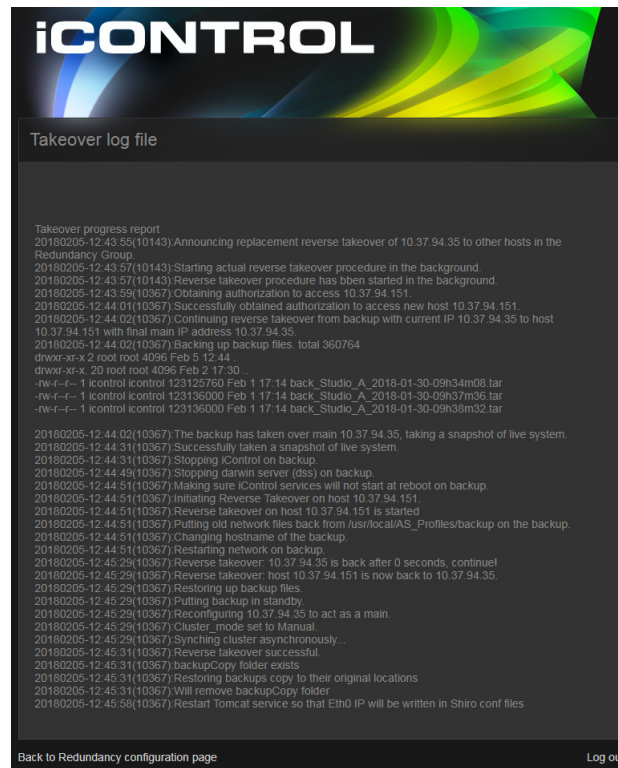 iCONTROL
Takeover log file
Takeover progress report
20180205-12:43:55(10143):Announcing replacement reverse takeover of 10.37.94.35 to other hosts in the
Redundancy Group.
20180205-12:43:57(10143):Starting actual reverse takeover procedure in the background.
20180205-12:43:57(10143):Reverse takeover procedure has bben started in the background.
20180205-12:43:59(10367):Obtaining authorization to access 10.37.94.151.
20180205-12:44:01(10367):Successfully obtained authorization to access new host 10.37.94.151.
20180205-12:44:02(10367):Continuing reverse takeover from backup with current IP 10.37.94.35 to host
10.37.94.151 with final main IP address 10.37.94.35.
20180205-12:44:02(10367):Backing up backup files. total 360764
drwxr-xr-x 2 root root 4096 Feb 5 12:44 .
drwxr-xr-x. 20 root root 4096 Feb 2 17:30 ..
-rw-r--r-- 1 icontrol icontrol 123125760 Feb 1 17:14 back_Studio_A_2018-01-30-09h34m08.tar
-rw-r--r-- 1 icontrol icontrol 123136000 Feb 1 17:14 back_Studio_A_2018-01-30-09h37m36.tar
-rw-r--r-- 1 icontrol icontrol 123136000 Feb 1 17:14 back_Studio_A_2018-01-30-09h38m32.tar
20180205-12:44:02(10367):The backup has taken over main 10.37.94.35, taking a snapshot of live system.
20180205-12:44:31(10367):Successfully taken a snapshot of live system.
20180205-12:44:31(10367):Stopping iControl on backup.
20180205-12:44:49(10367):Stopping darwin server (dss) on backup.
20180205-12:44:51(10367):Making sure iControl services will not start at reboot on backup.
20180205-12:44:51(10367):Initiating Reverse Takeover on host 10.37.94.151.
20180205-12:44:51(10367):Reverse takeover on host 10.37.94.151 is started
20180205-12:44:51(10367):Putting old network files back from /usr/local/AS_Profiles/backup on the backup.
20180205-12:44:51(10367):Changing hostname of the backup.
20180205-12:44:51(10367):Restarting network on backup.
20180205-12:45:29(10367):Reverse takeover: 10.37.94.35 is back after 0 seconds, continue!
20180205-12:45:29(10367):Reverse takeover: host 10.37.94.151 is now back to 10.37.94.35.
20180205-12:45:29(10367):Restoring up backup files.
20180205-12:45:29(10367):Putting backup in standby.
20180205-12:45:29(10367):Reconfiguring 10.37.94.35 to act as a main.
20180205-12:45:29(10367):Cluster_mode set to Manual.
20180205-12:45:29(10367):Synching cluster asynchronously...
20180205-12:45:31(10367):Reverse takeover successful.
20180205-12:45:31(10367):backupCopy folder exists
20180205-12:45:31(10367):Restoring backups copy to their original locations
20180205-12:45:31(10367):Will remove backupCopy folder
20180205-12:45:58(10367):Restart Tomcat service so that Eth0 IP will be written in Shiro conf files
Back to Redundancy configuration page
Log ou